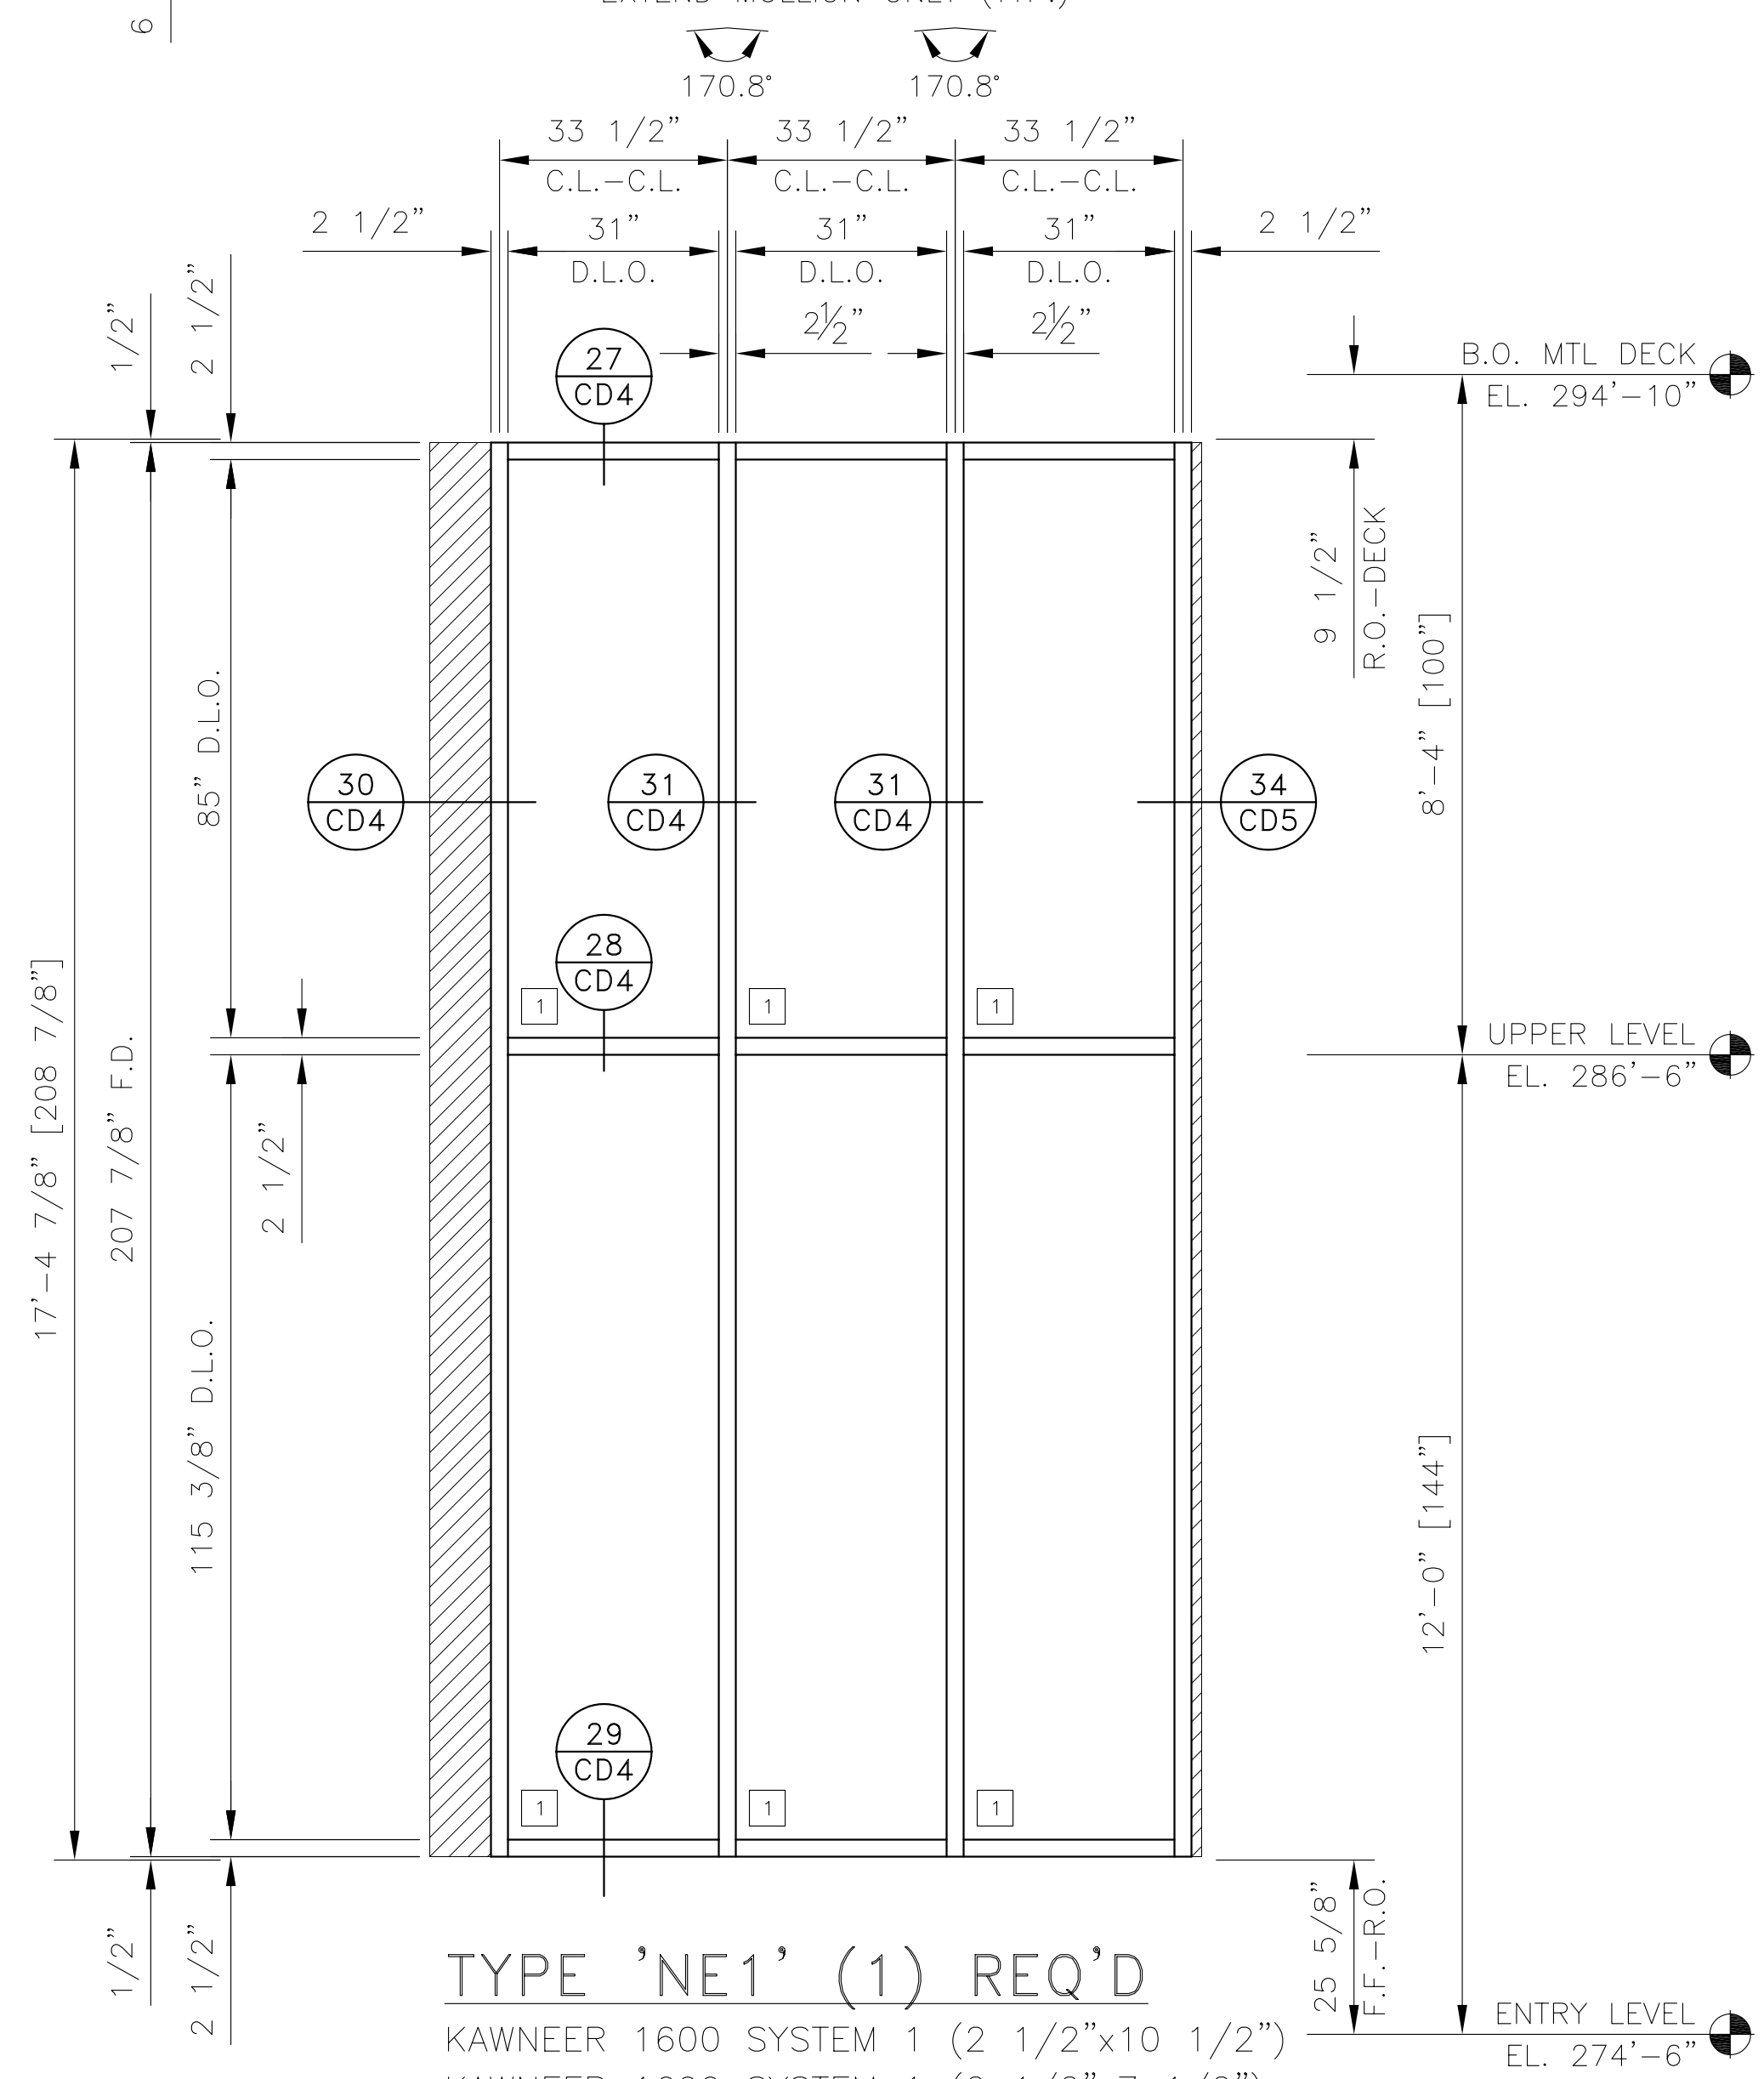 6
170.8° 170.8°
33 1/2" 33 1/2" 33 1/2"
C.L.-C.L. C.L.-C.L. C.L.-C.L.
2 1/2" 31" 31" 31" 2 1/2"
D.L.O. D.L.O. D.L.O.
2½" 2½"
1/2"
2 1/2"
27
CD4
B.O. MTL DECK
EL. 294'-10"
9 1/2"
R.O.-DECK
8'-4" [100"]
85" D.L.O.
30
CD4
31
CD4
31
CD4
34
CD5
28
CD4
1 1 1
UPPER LEVEL
EL. 286'-6"
17'-4 7/8" [208 7/8"]
207 7/8" F.D.
2 1/2"
115 3/8" D.L.O.
12'-0" [144"]
29
CD4
1 1 1
1/2"
2 1/2"
25 5/8"
F.F.-R.O.
TYPE 'NE1' (1) REQ'D
KAWNEER 1600 SYSTEM 1 (2 1/2"x10 1/2")
ENTRY LEVEL
EL. 274'-6"